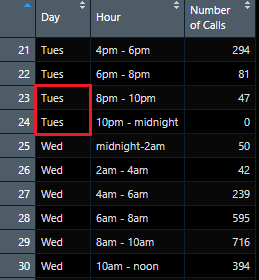 Day Hour Number of Calls
21 Tues 4pm - 6pm 294
22 Tues 6pm - 8pm 81
23 Tues 8pm - 10pm 47
24 Tues 10pm - midnight 0
25 Wed midnight-2am 50
26 Wed 2am - 4am 42
27 Wed 4am - 6am 239
28 Wed 6am - 8am 595
29 Wed 8am - 10am 716
30 Wed 10am - noon 394